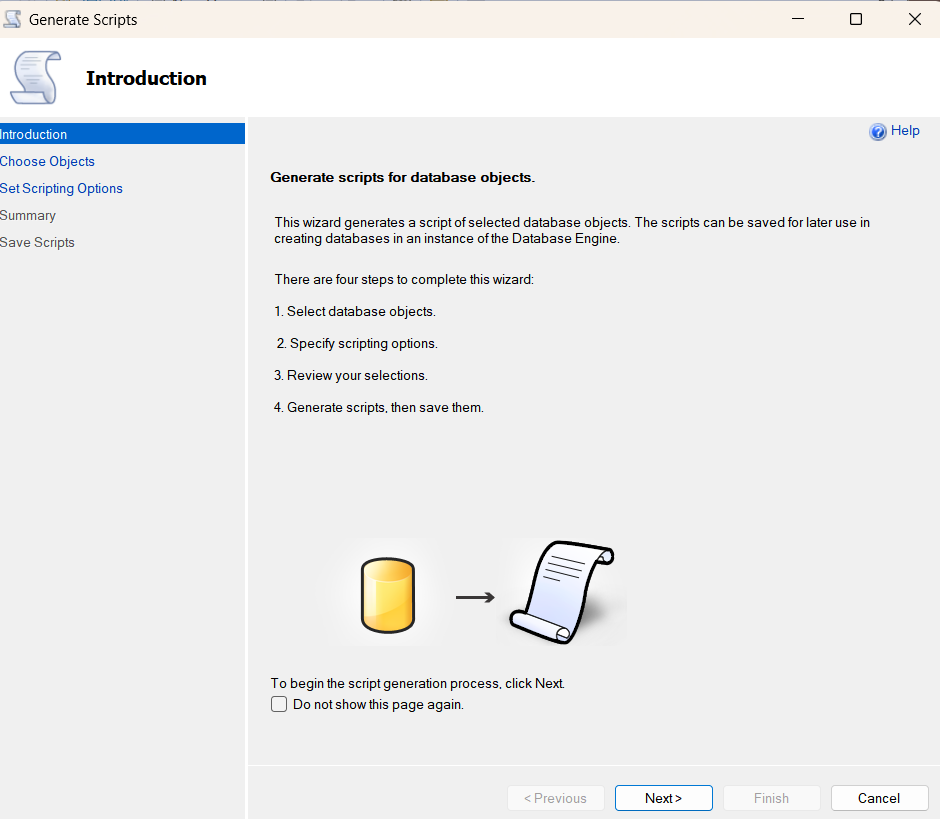 Generate Scripts
Introduction
Introduction
Choose Objects
Set Scripting Options
Summary
Save Scripts
Help
Generate scripts for database objects.
This wizard generates a script of selected database objects. The scripts can be saved for later use in
creating databases in an instance of the Database Engine.
There are four steps to complete this wizard:
1. Select database objects.
2. Specify scripting options.
3. Review your selections.
4. Generate scripts, then save them.
To begin the script generation process, click Next.
Do not show this page again.
< Previous
Next >
Finish
Cancel